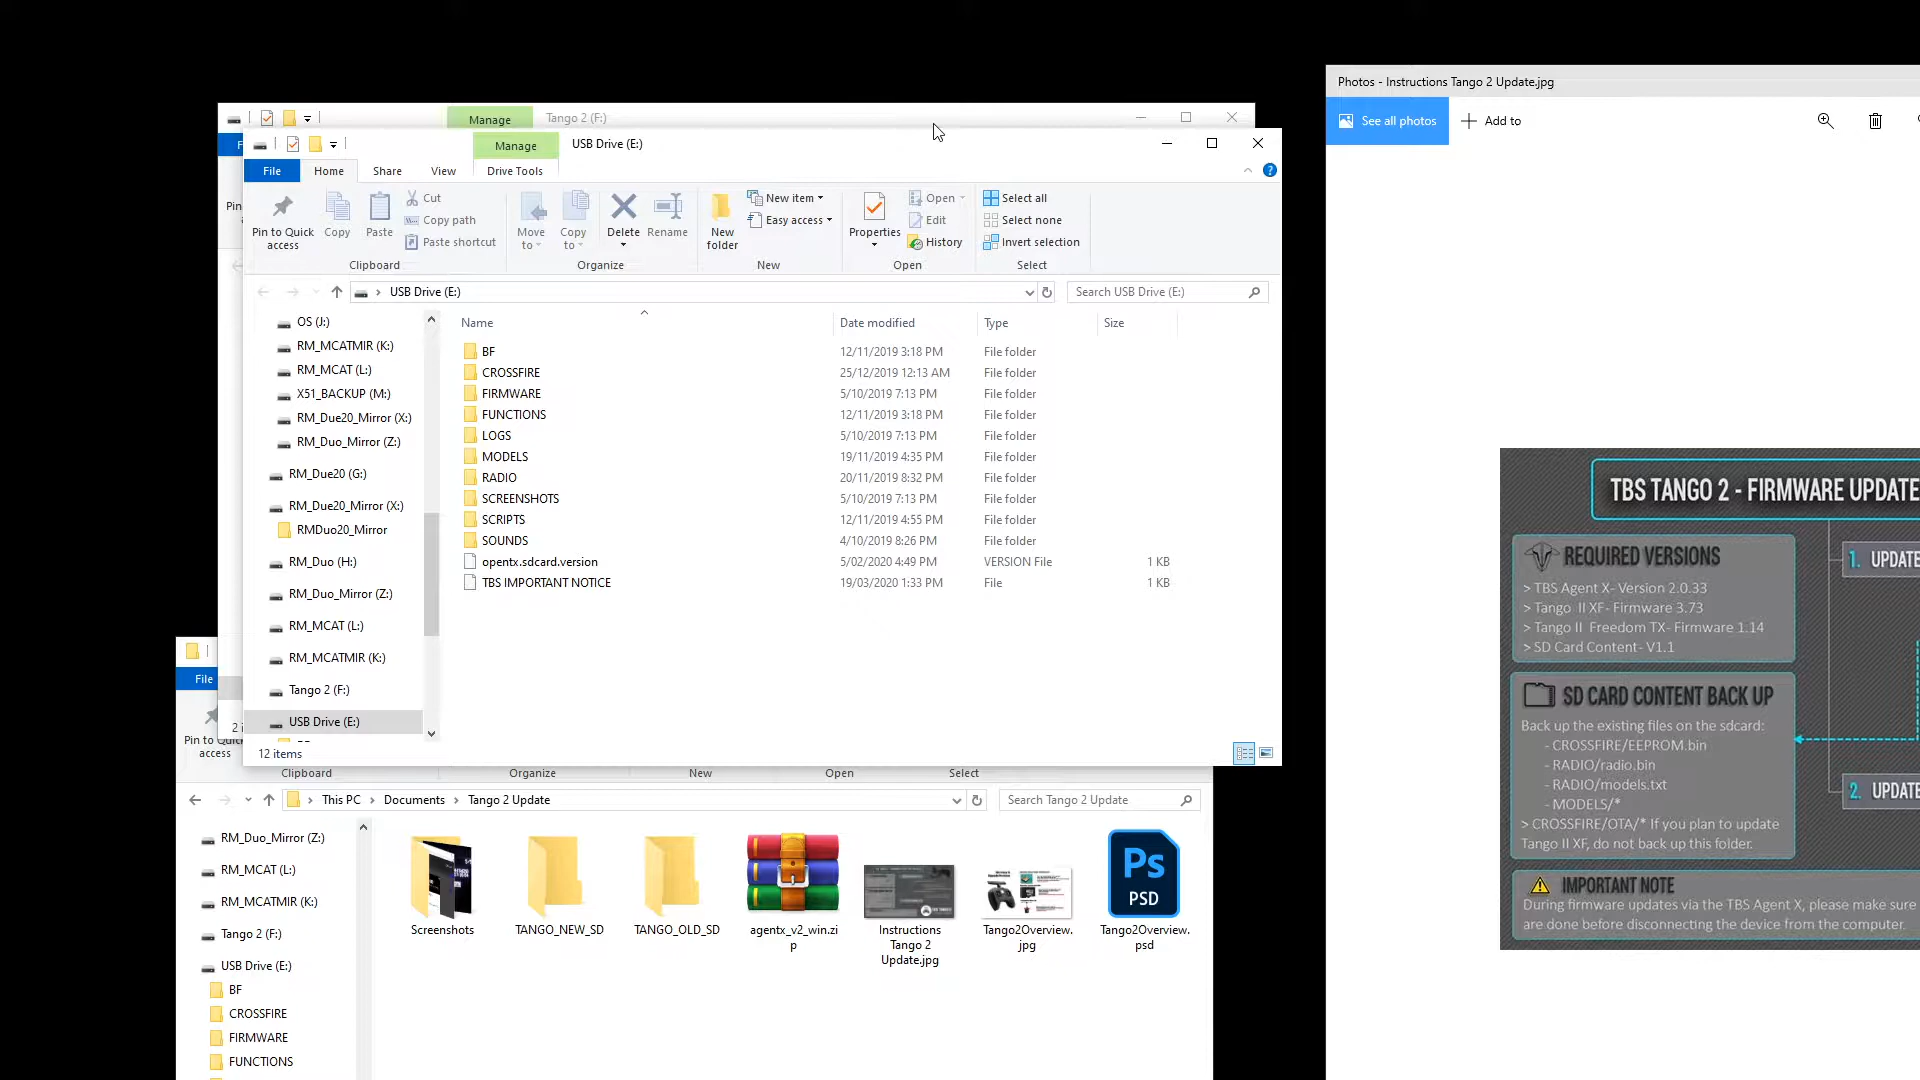 Manage
Tango 2 (F:)
Manage
USB Drive (E:)
File
Home
Share
View
Drive Tools
Pin to Quick
access
Copy
Paste
Cut
Copy path
Paste shortcut
Move
to
Copy
to
Delete
Rename
New
folder
New item
Easy access
Properties
Open
Edit
History
Select all
Select none
Invert selection
Clipboard
Organize
New
Open
Select
USB Drive (E:)
Search USB Drive (E:)
OS (J:)
RM_MCATMIR (K:)
RM_MCAT (L:)
X51_BACKUP (M:)
RM_Due20_Mirror (X:)
RM_Duo_Mirror (Z:)
RM_Due20 (G:)
RM_Due20_Mirror (X:)
RMDuo20_Mirror
RM_Duo (H:)
RM_Duo_Mirror (Z:)
RM_MCAT (L:)
RM_MCATMIR (K:)
Tango 2 (F:)
USB Drive (E:)
Name Date modified Type Size
BF 12/11/2019 3:18 PM File folder
CROSSFIRE 25/12/2019 12:13 AM File folder
FIRMWARE 5/10/2019 7:13 PM File folder
FUNCTIONS 12/11/2019 3:18 PM File folder
LOGS 5/10/2019 7:13 PM File folder
MODELS 19/11/2019 4:35 PM File folder
RADIO 20/11/2019 8:32 PM File folder
SCREENSHOTS 5/10/2019 7:13 PM File folder
SCRIPTS 12/11/2019 4:55 PM File folder
SOUNDS 4/10/2019 8:26 PM File folder
opentx.sdcard.version 5/02/2020 4:49 PM VERSION File 1 KB
TBS IMPORTANT NOTICE 19/03/2020 1:33 PM File 1 KB
12 items
File
Pin to Quick
access
Clipboard
Organize
New
Open
Select
This PC
Documents
Tango 2 Update
Search Tango 2 Update
RM_Duo_Mirror (Z:)
RM_MCAT (L:)
RM_MCATMIR (K:)
Tango 2 (F:)
USB Drive (E:)
BF
CROSSFIRE
FIRMWARE
FUNCTIONS
Screenshots
TANGO_NEW_SD
TANGO_OLD_SD
agentx_v2_win.zi
p
Instructions
Tango 2
Update.jpg
Tango2Overview.
jpg
Ps
PSD
Tango2Overview.
psd
Photos - Instructions Tango 2 Update.jpg
See all photos
Add to
TBS TANGO 2 - FIRMWARE UPDATE
REQUIRED VERSIONS
> TBS Agent X- Version 2.0.33
> Tango II XF- Firmware 3.73
> Tango II Freedom TX- Firmware 1.14
> SD Card Content- V1.1
SD CARD CONTENT BACK UP
Back up the existing files on the sdcard:
- CROSSFIRE/EEPROM.bin
- RADIO/radio.bin
- RADIO/models.txt
- MODELS/*
> CROSSFIRE/OTA/* If you plan to update
Tango II XF, do not back up this folder.
IMPORTANT NOTE
During firmware updates via the TBS Agent X, please make sure
are done before disconnecting the device from the computer.
1. UPDATE
2. UPDATE